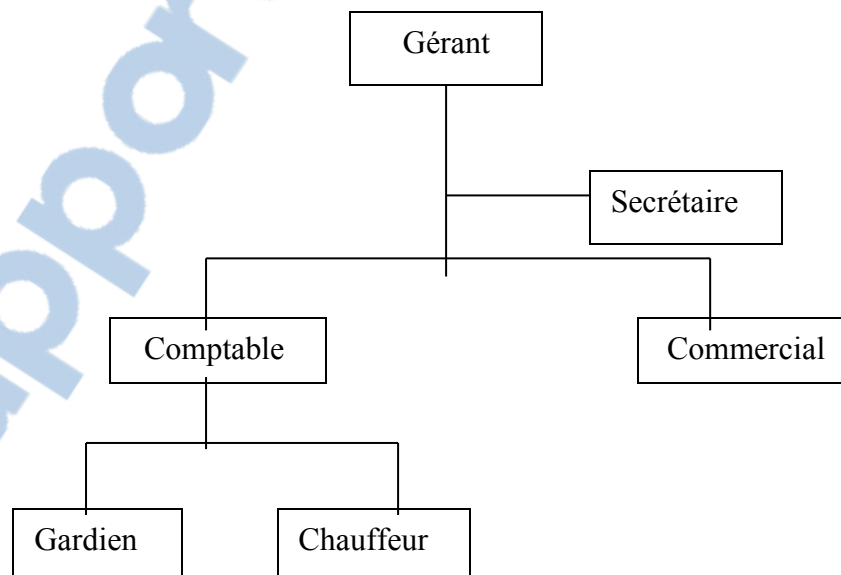 Gérant
Secrétaire
Comptable
Commercial
Gardien
Chauffeur